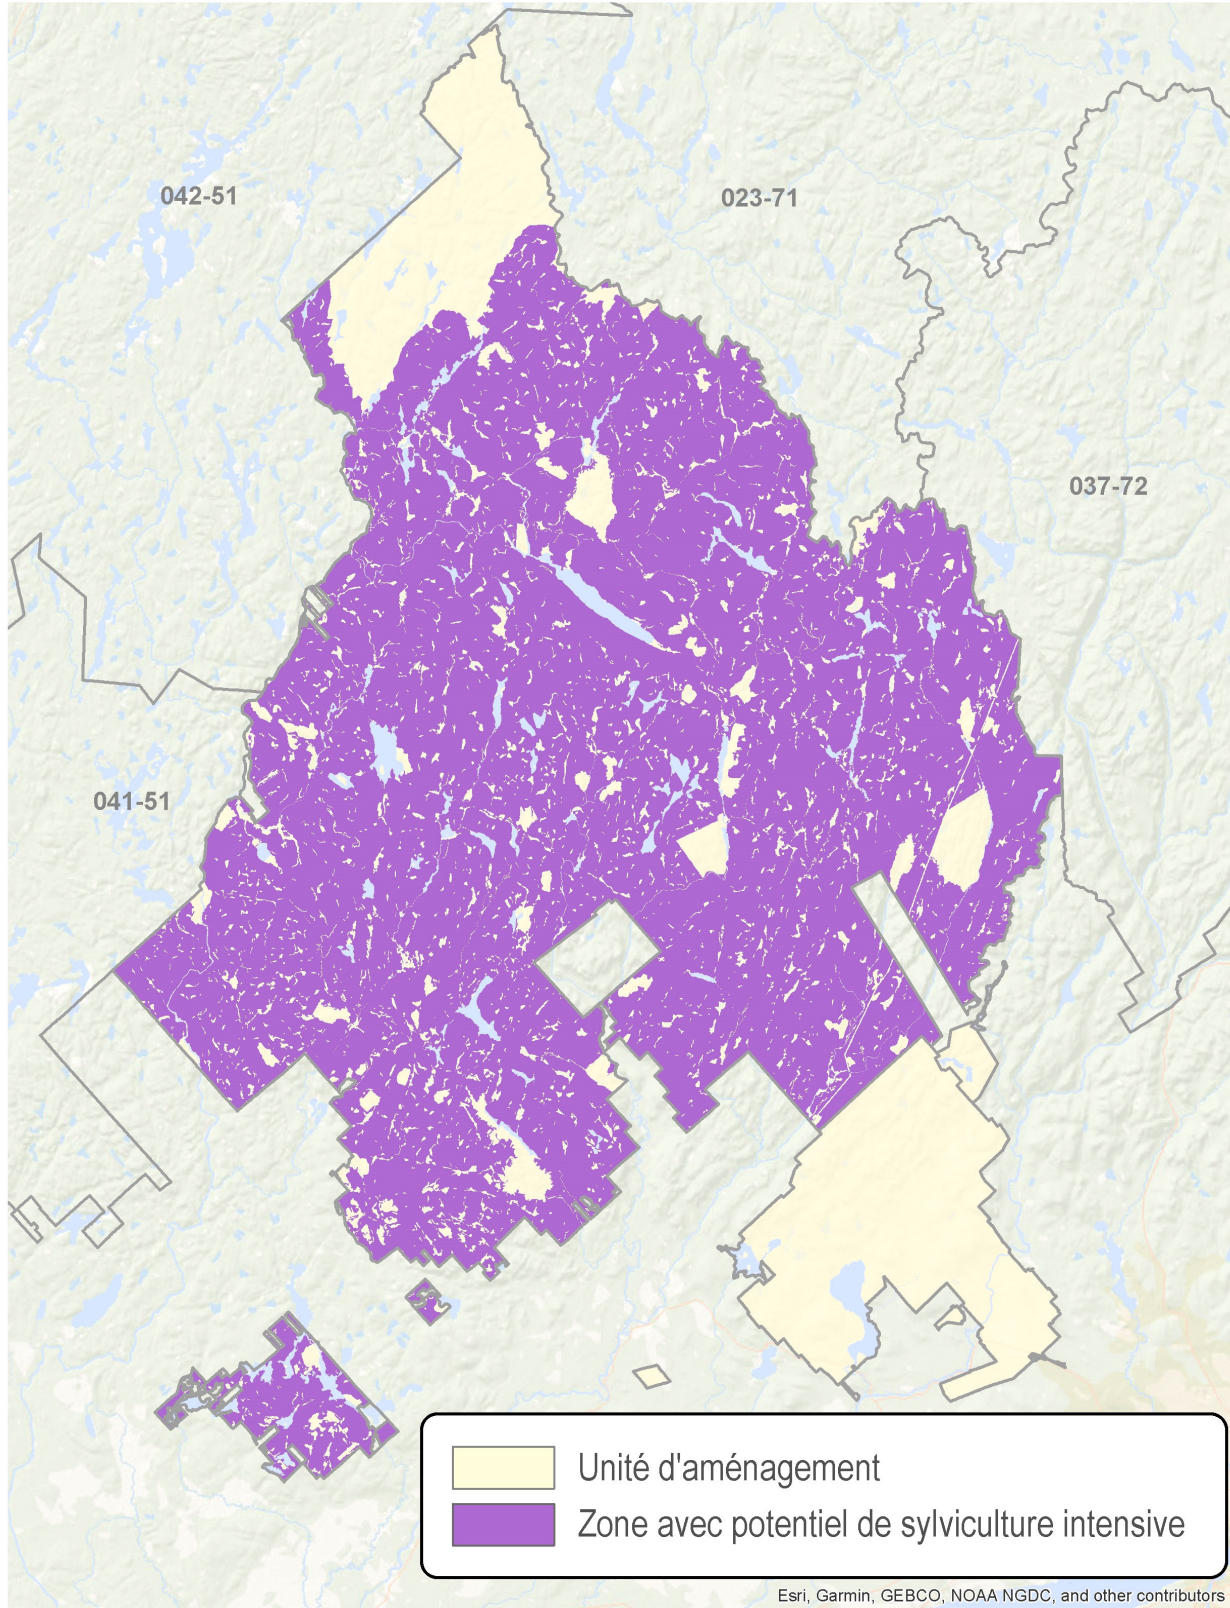 042-51
023-71
037-72
041-51
Unité d'aménagement
Zone avec potentiel de sylviculture intensive
Esri, Garmin, GEBCO, NOAA NGDC, and other contributors